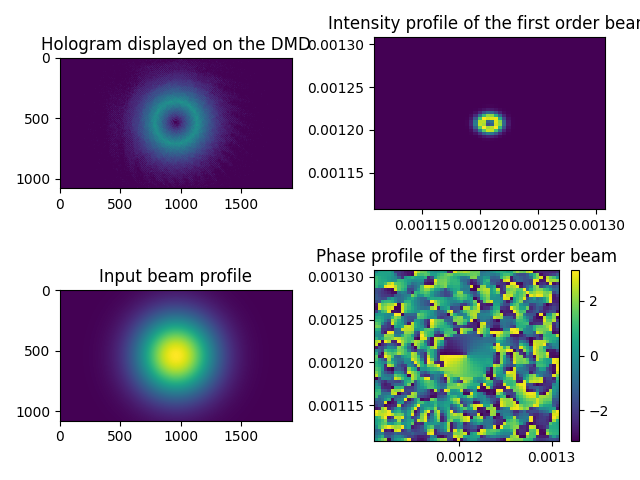 Hologram displayed on the DMD
0
500
1000
0 500 1000 1500
Intensity profile of the first order bear
0.00130
0.00125
0.00120
0.00115
0.00115 0.00120 0.00125 0.00130
Input beam profile
0
500
1000
0 500 1000 1500
Phase profile of the first order beam
0.00130
0.00125
0.00120
0.00115
0.0012 0.0013
2
0
−2